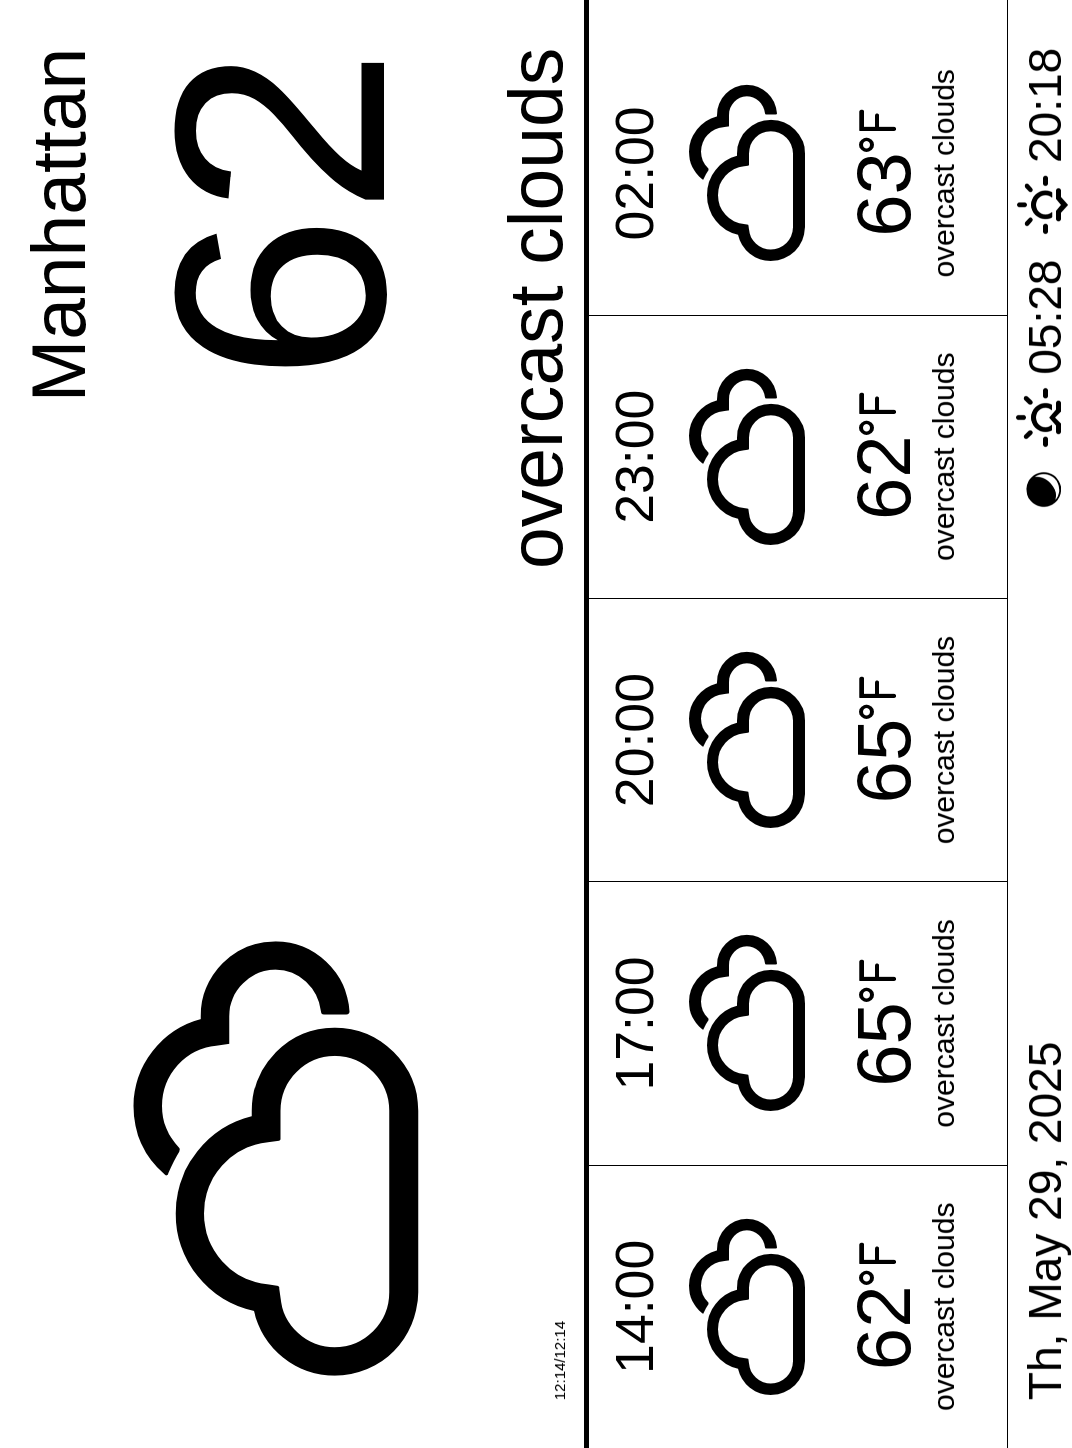 Manhattan
62
overcast clouds
12:14/12:14
14:00 17:00 20:00 23:00 02:00
62°F 65°F 65°F 62°F 63°F
overcast clouds overcast clouds overcast clouds overcast clouds overcast clouds
Th, May 29, 2025 05:28 20:18